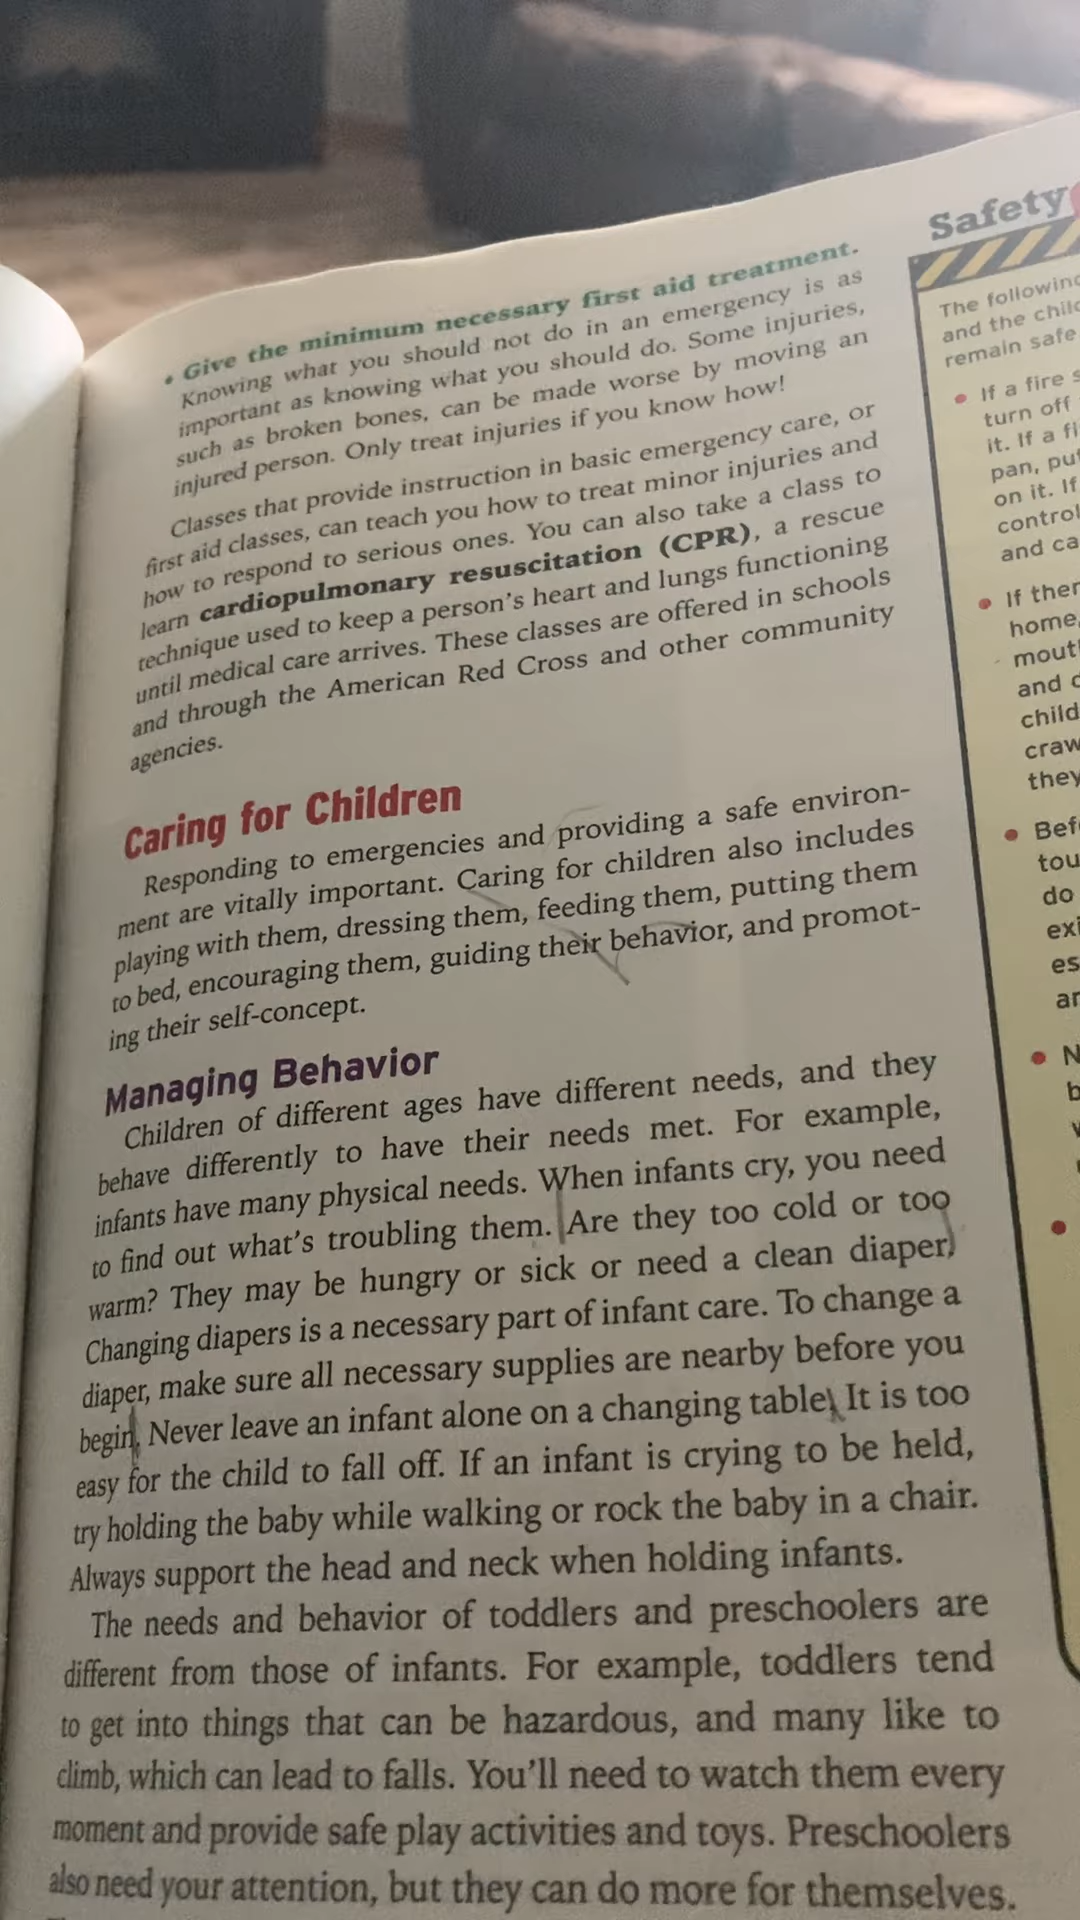 • Give the minimum necessary first aid treatment.
Knowing what you should not do in an emergency is as
important as knowing what you should do. Some injuries,
such as broken bones, can be made worse by moving an
injured person. Only treat injuries if you know how!
Classes that provide instruction in basic emergency care, or
first aid classes, can teach you how to treat minor injuries and
how to respond to serious ones. You can also take a class to
learn cardiopulmonary resuscitation (CPR), a rescue
technique used to keep a person's heart and lungs functioning
until medical care arrives. These classes are offered in schools
and through the American Red Cross and other community
agencies.
Caring for Children
Responding to emergencies and providing a safe environ-
ment are vitally important. Caring for children also includes
playing with them, dressing them, feeding them, putting them
to bed, encouraging them, guiding their behavior, and promot-
ing their self-concept.
Managing Behavior
Children of different ages have different needs, and they
behave differently to have their needs met. For example,
infants have many physical needs. When infants cry, you need
to find out what's troubling them. Are they too cold or too
warm? They may be hungry or sick or need a clean diaper.
Changing diapers is a necessary part of infant care. To change a
diaper, make sure all necessary supplies are nearby before you
begin. Never leave an infant alone on a changing table. It is too
easy for the child to fall off. If an infant is crying to be held,
try holding the baby while walking or rock the baby in a chair.
Always support the head and neck when holding infants.
The needs and behavior of toddlers and preschoolers are
different from those of infants. For example, toddlers tend
to get into things that can be hazardous, and many like to
climb, which can lead to falls. You'll need to watch them every
moment and provide safe play activities and toys. Preschoolers
also need your attention, but they can do more for themselves.
Safety
The following
and the
remain safe
• If a fire
turn off
it. If a
pan,
on it. If
and
• If
home,
and
they
•
do
•
•